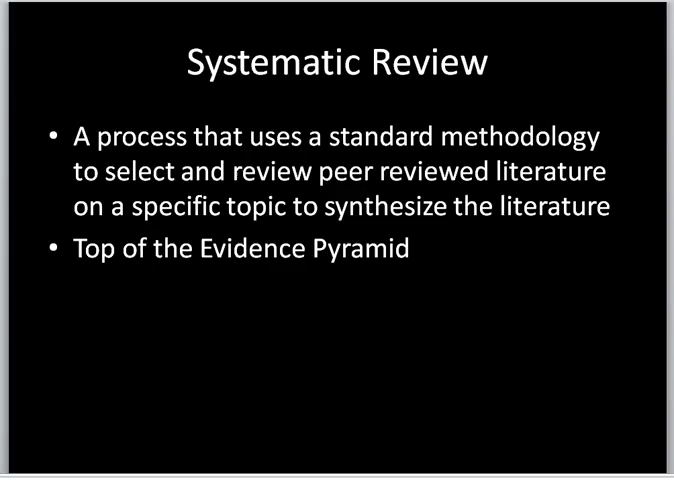 Systematic Review
• A process that uses a standard methodology
to select and review peer reviewed literature
on a specific topic to synthesize the literature
• Top of the Evidence Pyramid